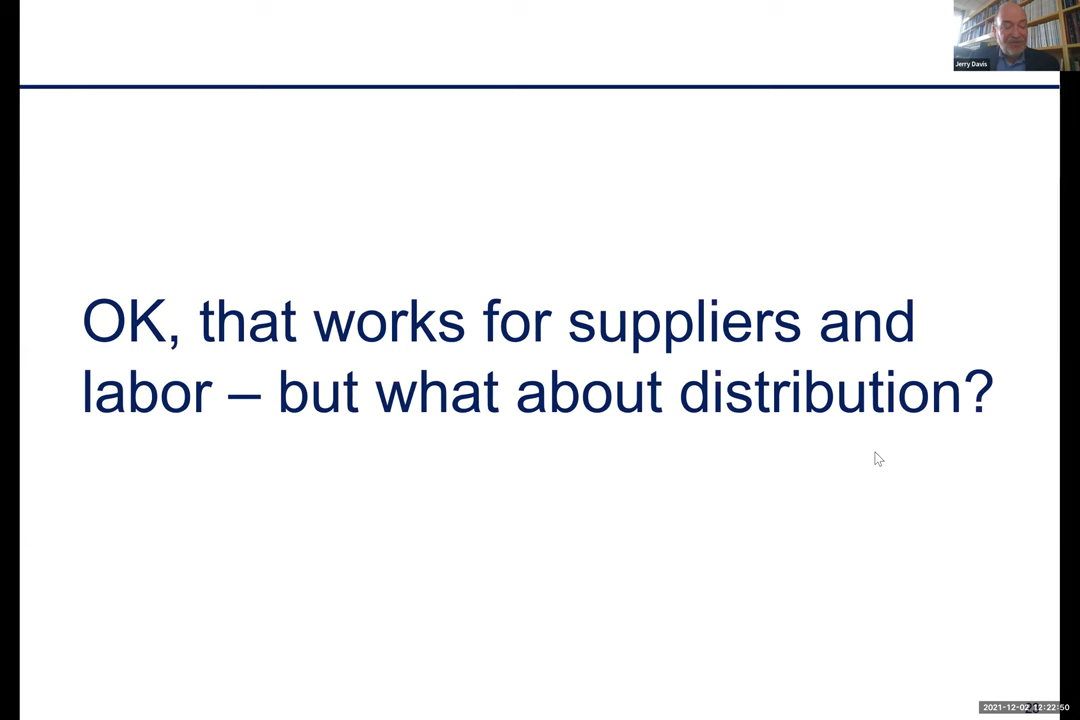 Jerry Davis
OK, that works for suppliers and
labor – but what about distribution?
2021-12-02 12:22:50